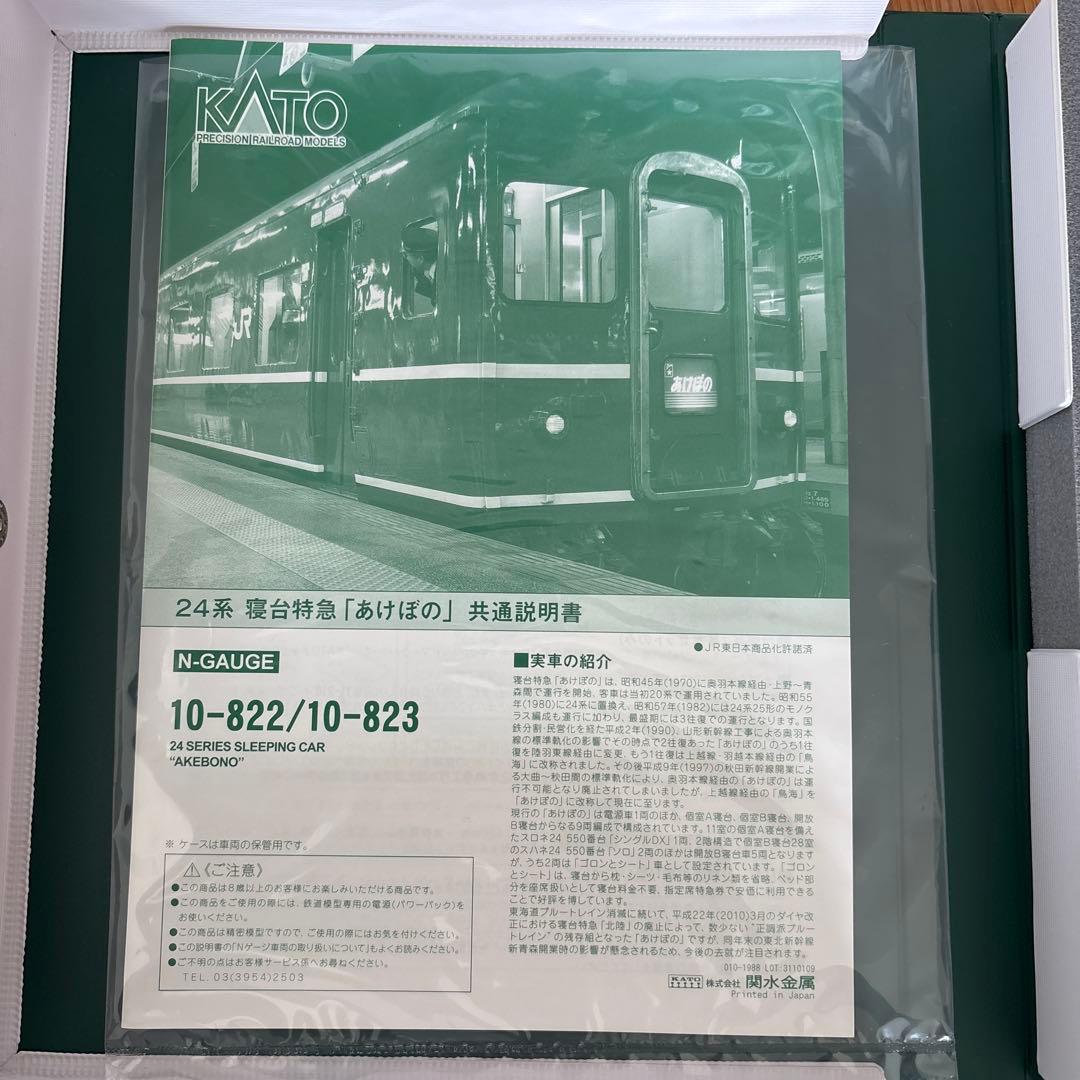 KATO
PRECISION RAILROAD MODELS
JR
あけぼの
24系 寝台特急「あけぼの」 共通説明書
N-GAUGE
10-822/10-823
24 SERIES SLEEPING CAR
“AKEBONO”
※ ケースは車両の保管用です。
⚠《ご注意》
●この商品は8歳以上のお客様にお楽しみいただける商品です。
●この商品をご使用の際には、鉄道模型専用の電源(パワーパック)を
お使いください。
●この商品は精密模型ですので、ご使用の際にはお気を付けください。
●この説明書の「Nゲージ車両の取り扱いについて」もよくお読みください。
●ご不明の点はお客様サービス係へお尋ねください。
TEL. 03(3954)2503
●JR東日本商品化許諾済
■実車の紹介
寝台特急「あけぼの」は、昭和45年(1970)に奥羽本線経由・上野〜青
森間で運行を開始、客車は当初20系で運用されていました。昭和55
年(1980)に24系に置換え、昭和57年(1982)には24系25形のモノク
ラス編成も運行に加わり、最盛期には3往復での運行となります。国
鉄分割・民営化を経た平成2年(1990)、山形新幹線工事による奥羽本
線の標準軌化の影響でその時点で2往復あった「あけぼの」のうち1往
復を陸羽東線経由に変更、もう1往復は上越線・羽越本線経由の「鳥
海」に改称されました。その後平成9年(1997)の秋田新幹線開業によ
る大曲〜秋田間の標準軌化により、奥羽本線経由の「あけぼの」は運
行不可能となり廃止されてしまいましたが、上越線経由の「鳥海」を
「あけぼの」に改称して現在に至ります。
現行の「あけぼの」は電源車1両のほか、個室A寝台、個室B寝台、開放
B寝台からなる9両編成で構成されています。11室の個室A寝台を備え
たスロネ24 550番台「シングルDX」1両、2階構造で個室B寝台28室
のスハネ24 550番台「ソロ」2両のほかは開放B寝台車5両となります
が、うち2両は「ゴロンとシート」車として設定されています。「ゴロン
とシート」は、寝台から枕・シーツ・毛布等のリネン類を省略、ベッド部
分を座席扱いとして寝台料金不要、指定席特急券で安価に利用できる
ことで好評を博しています。
東海道ブルートレイン消滅に続いて、平成22年(2010)3月のダイヤ改
正における寝台特急「北陸」の廃止によって、数少ない“正調派ブルー
トレイン”の残存組となった「あけぼの」ですが、同年末の東北新幹線
新青森開業時の影響が懸念されるため、今後の去就が注目されます。
010-1988 LOT:3110109
KATO 株式会社 関水金属
Printed in Japan